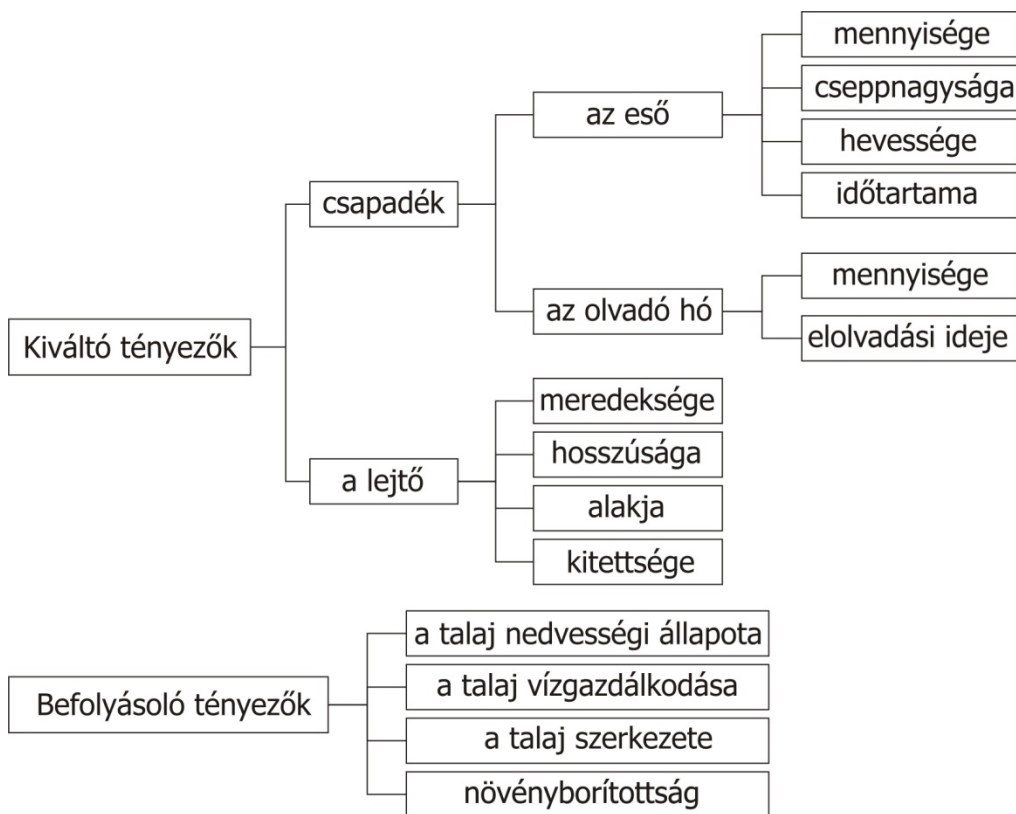 Kiváltó tényezők
csapadék
az eső
mennyisége
cseppnagysága
hevessége
időtartama
az olvadó hó
mennyisége
elolvadási ideje
a lejtő
meredeksége
hosszúsága
alakja
kitettsége
Befolyásoló tényezők
a talaj nedvességi állapota
a talaj vízgazdálkodása
a talaj szerkezete
növényborítottság